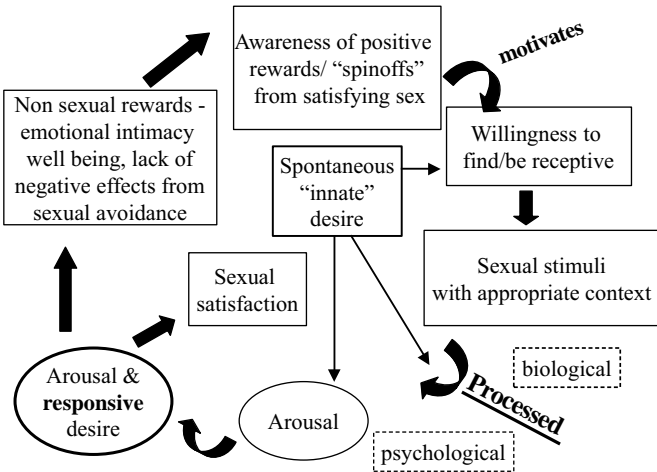 Awareness of positive
rewards/ “spinoffs”
from satisfying sex
motivates
Non sexual rewards -
emotional intimacy
well being, lack of
negative effects from
sexual avoidance
Willingness to
find/be receptive
Spontaneous
“innate”
desire
Sexual stimuli
with appropriate context
Sexual
satisfaction
biological
Processed
Arousal &
responsive
desire
Arousal
psychological